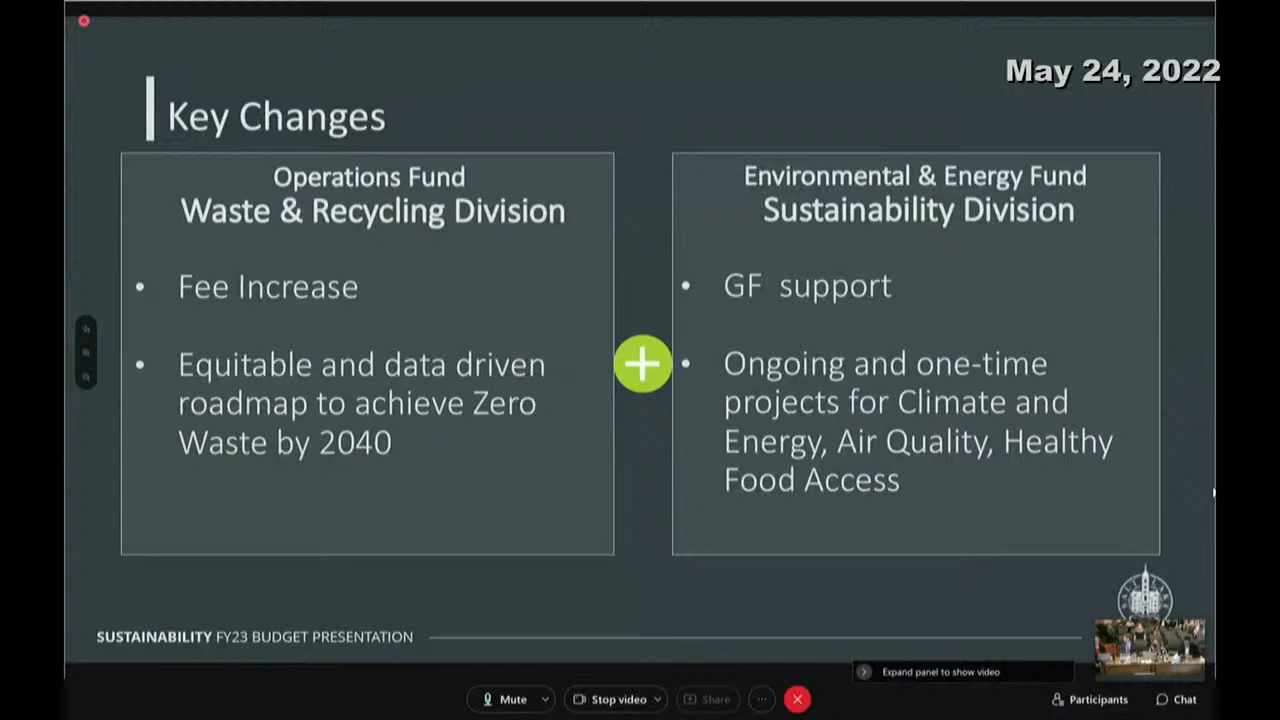 May 24, 2022
Key Changes
Operations Fund
Waste & Recycling Division
• Fee Increase
• Equitable and data driven
roadmap to achieve Zero
Waste by 2040
Environmental & Energy Fund
Sustainability Division
• GF support
• Ongoing and one-time
projects for Climate and
Energy, Air Quality, Healthy
Food Access
SUSTAINABILITY FY23 BUDGET PRESENTATION
Expand panel to show video
Mute
Stop video
Share
Participants
Chat